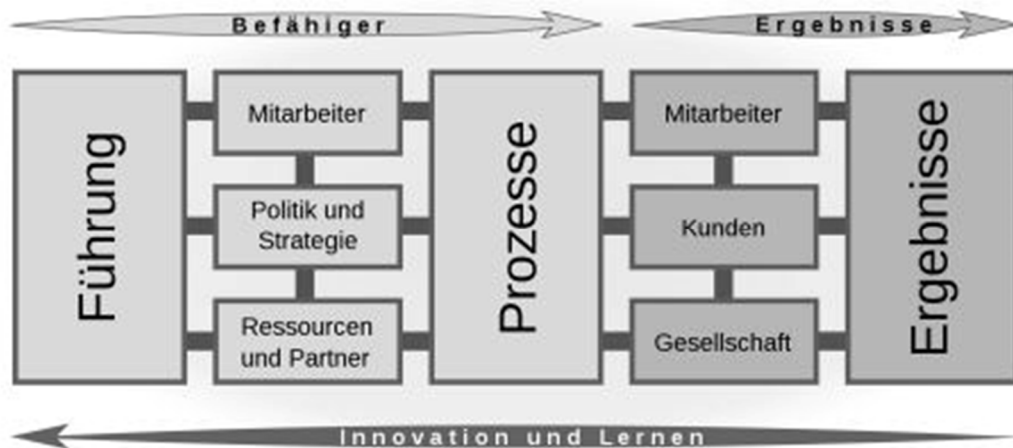 Befähiger
Ergebnisse
Führung
Mitarbeiter
Politik und
Strategie
Ressourcen
und Partner
Prozesse
Mitarbeiter
Kunden
Gesellschaft
Ergebnisse
Innovation und Lernen